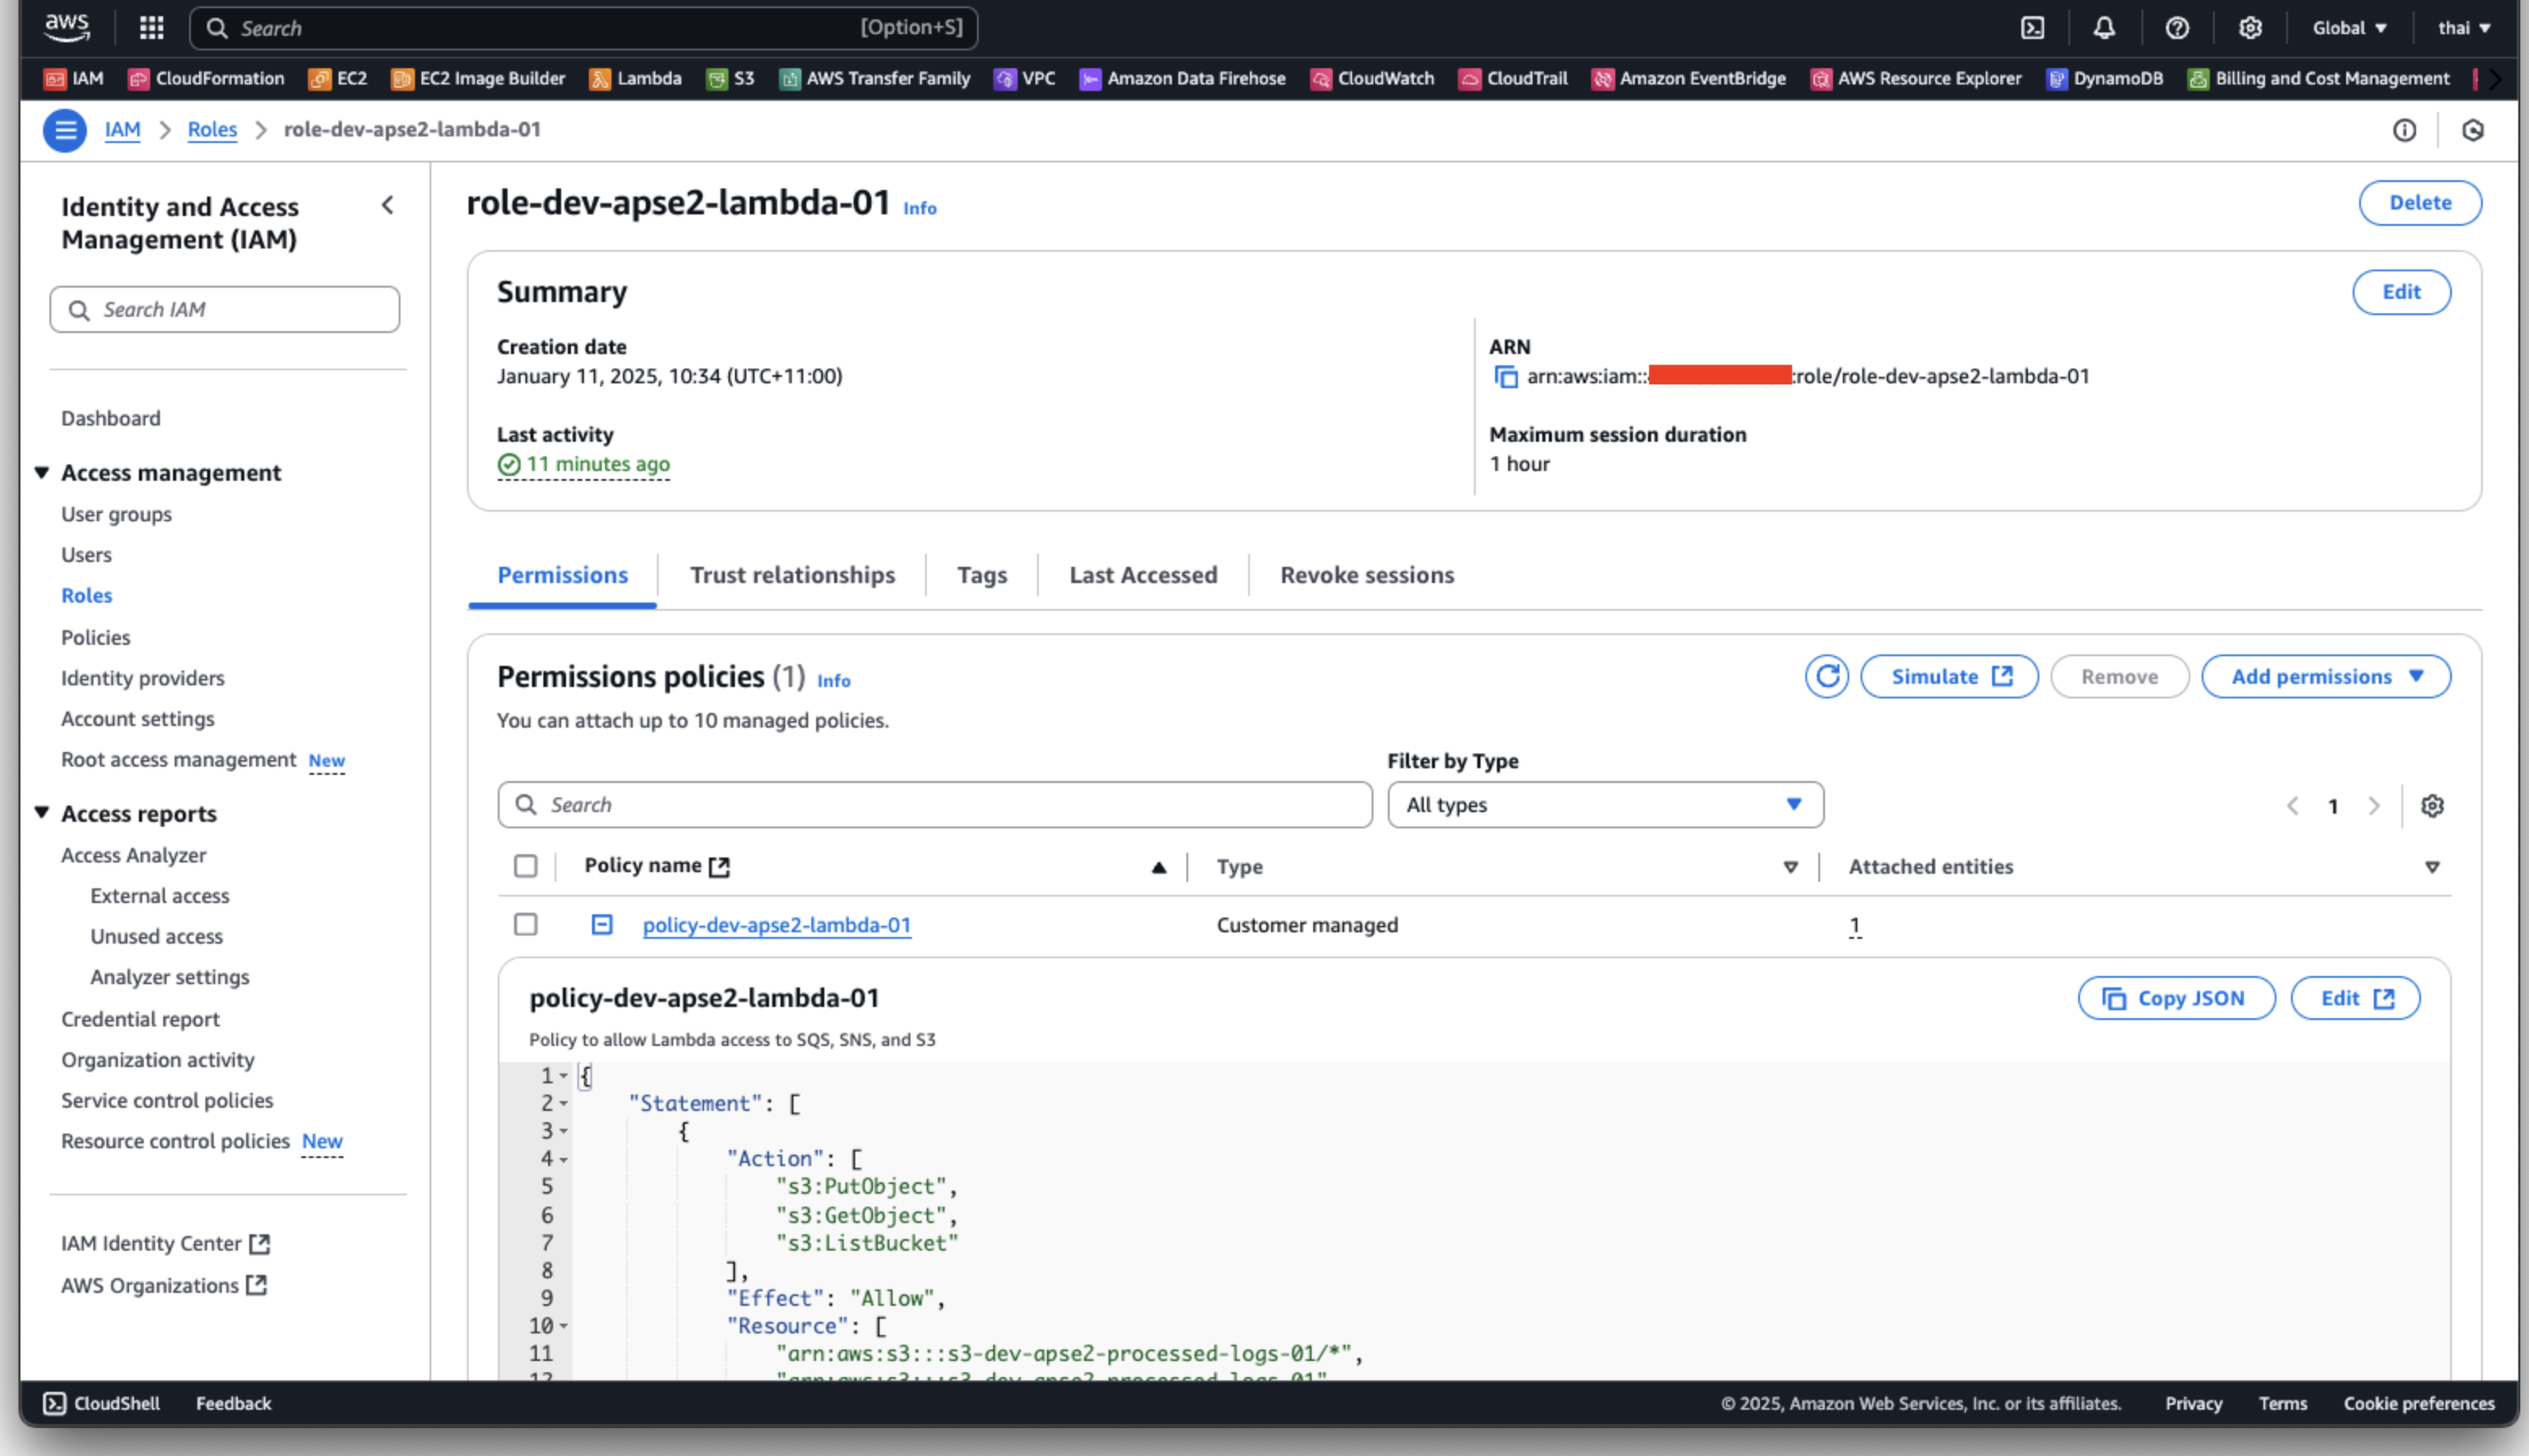 aws
Search [Option+S] Global thai
IAM CloudFormation EC2 EC2 Image Builder Lambda S3 AWS Transfer Family VPC Amazon Data Firehose CloudWatch CloudTrail Amazon EventBridge AWS Resource Explorer DynamoDB Billing and Cost Management
IAM > Roles > role-dev-apse2-lambda-01
Identity and Access
Management (IAM)
Search IAM
Dashboard
Access management
User groups
Users
Roles
Policies
Identity providers
Account settings
Root access management New
Access reports
Access Analyzer
External access
Unused access
Analyzer settings
Credential report
Organization activity
Service control policies
Resource control policies New
IAM Identity Center
AWS Organizations
role-dev-apse2-lambda-01 Info
Delete
Summary
Edit
Creation date
January 11, 2025, 10:34 (UTC+11:00)
ARN
arn:aws:iam:: :role/role-dev-apse2-lambda-01
Last activity
11 minutes ago
Maximum session duration
1 hour
Permissions Trust relationships Tags Last Accessed Revoke sessions
Permissions policies (1) Info
Simulate Remove Add permissions
You can attach up to 10 managed policies.
Filter by Type
Search All types 1
Policy name Type Attached entities
policy-dev-apse2-lambda-01 Customer managed 1
policy-dev-apse2-lambda-01
Copy JSON Edit
Policy to allow Lambda access to SQS, SNS, and S3
1 {
2 "Statement": [
3 {
4 "Action": [
5 "s3:PutObject",
6 "s3:GetObject",
7 "s3:ListBucket"
8 ],
9 "Effect": "Allow",
10 "Resource": [
11 "arn:aws:s3:::s3-dev-apse2-processed-logs-01/*",
12 "arn:aws:s3:::s3-dev-apse2-processed-logs-01"
CloudShell Feedback © 2025, Amazon Web Services, Inc. or its affiliates. Privacy Terms Cookie preferences